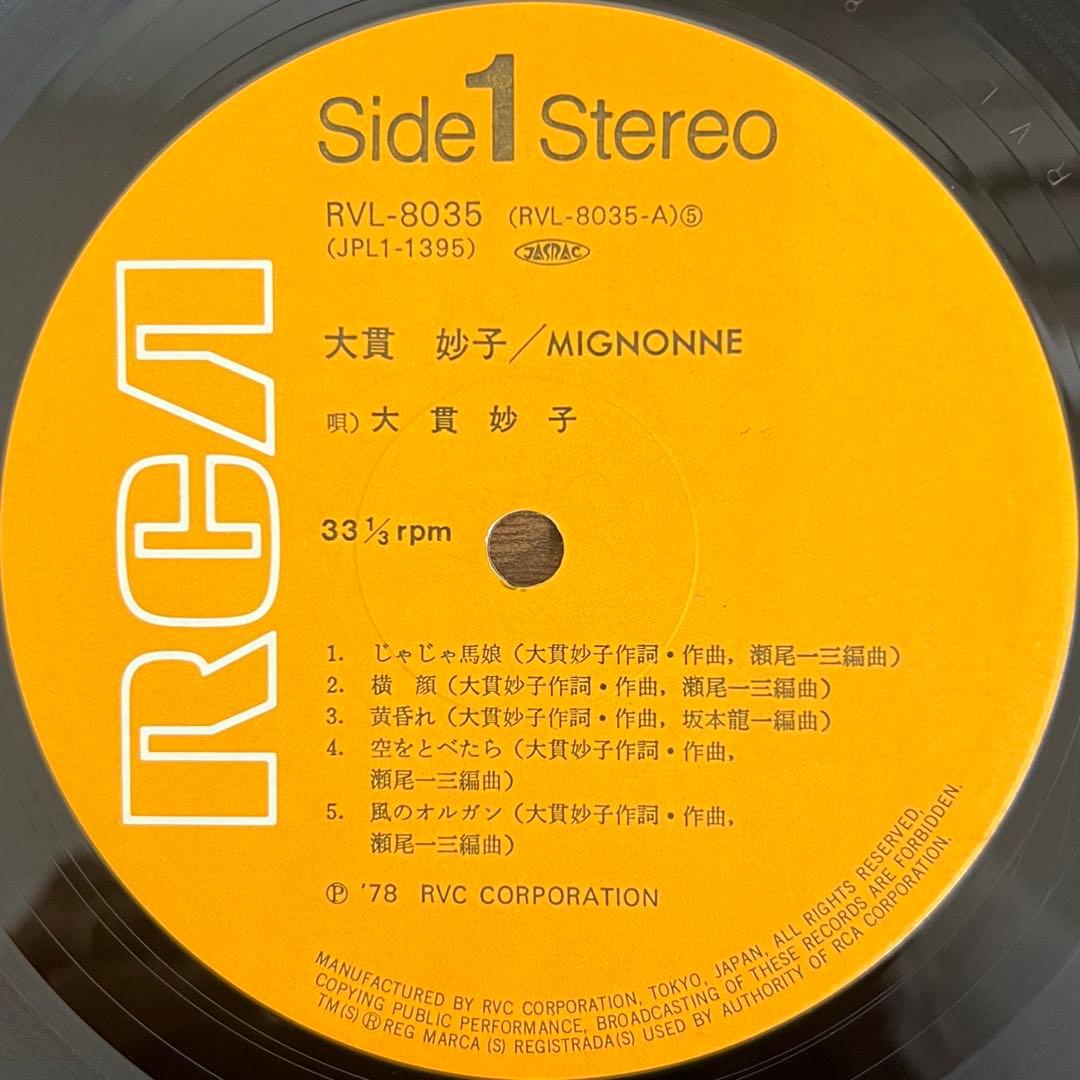 Side 1 Stereo
RVL-8035 (RVL-8035-A)⑤
(JPL1-1395) JASRAC
大貫 妙子／MIGNONNE
唄）大貫妙子
33⅓rpm
RCA
1. じゃじゃ馬娘（大貫妙子作詞・作曲，瀬尾一三編曲）
2. 横 顔（大貫妙子作詞・作曲，瀬尾一三編曲）
3. 黄昏れ（大貫妙子作詞・作曲，坂本龍一編曲）
4. 空をとべたら（大貫妙子作詞・作曲，
瀬尾一三編曲）
5. 風のオルガン（大貫妙子作詞・作曲，
瀬尾一三編曲）
Ⓟ '78 RVC CORPORATION
MANUFACTURED BY RVC CORPORATION, TOKYO, JAPAN, ALL RIGHTS RESERVED,
COPYING PUBLIC PERFORMANCE, BROADCASTING OF THESE RECORDS ARE FORBIDDEN.
TM(S) ® REG MARCA (S) REGISTRADA(S) USED BY AUTHORITY OF RCA CORPORATION.